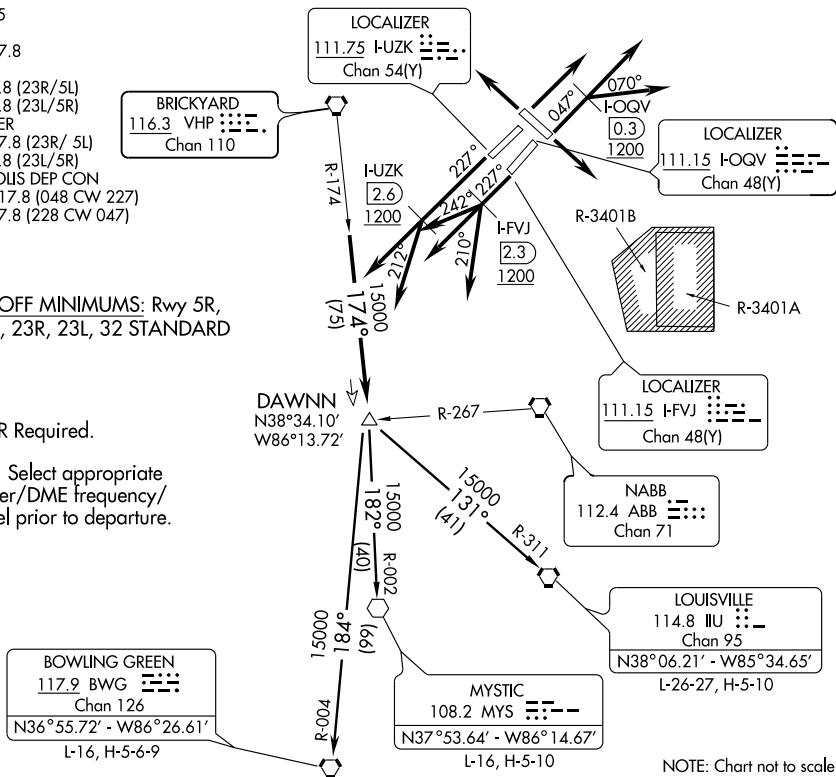 5
7.8
.8 (23R/5L)
.8 (23L/5R)
ER
7.8 (23R/ 5L)
.8 (23L/5R)
OLIS DEP CON
17.8 (048 CW 227)
7.8 (228 CW 047)
OFF MINIMUMS: Rwy 5R,
, 23R, 23L, 32 STANDARD
R Required.
Select appropriate
er/DME frequency/
el prior to departure.
LOCALIZER
111.75 I-UZK
Chan 54(Y)
BRICKYARD
116.3 VHP
Chan 110
R-174
I-UZK
2.6
1200
227°
242°
227°
212°
210°
047°
070°
I-OQV
0.3
1200
LOCALIZER
111.15 I-OQV
Chan 48(Y)
I-FVJ
2.3
1200
R-3401B
R-3401A
15000
174°
(75)
LOCALIZER
111.15 I-FVJ
Chan 48(Y)
DAWNN
N38°34.10'
W86°13.72'
R-267
NABB
112.4 ABB
Chan 71
15000
131°
(41)
R-311
15000
182°
(40)
R-002
15000
184°
(66)
R-004
LOUISVILLE
114.8 IIU
Chan 95
N38°06.21' - W85°34.65'
L-26-27, H-5-10
BOWLING GREEN
117.9 BWG
Chan 126
N36°55.72' - W86°26.61'
L-16, H-5-6-9
MYSTIC
108.2 MYS
N37°53.64' - W86°14.67'
L-16, H-5-10
NOTE: Chart not to scale